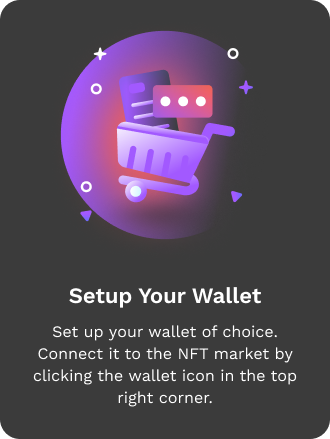 Setup Your Wallet
Set up your wallet of choice.
Connect it to the NFT market by
clicking the wallet icon in the top
right corner.